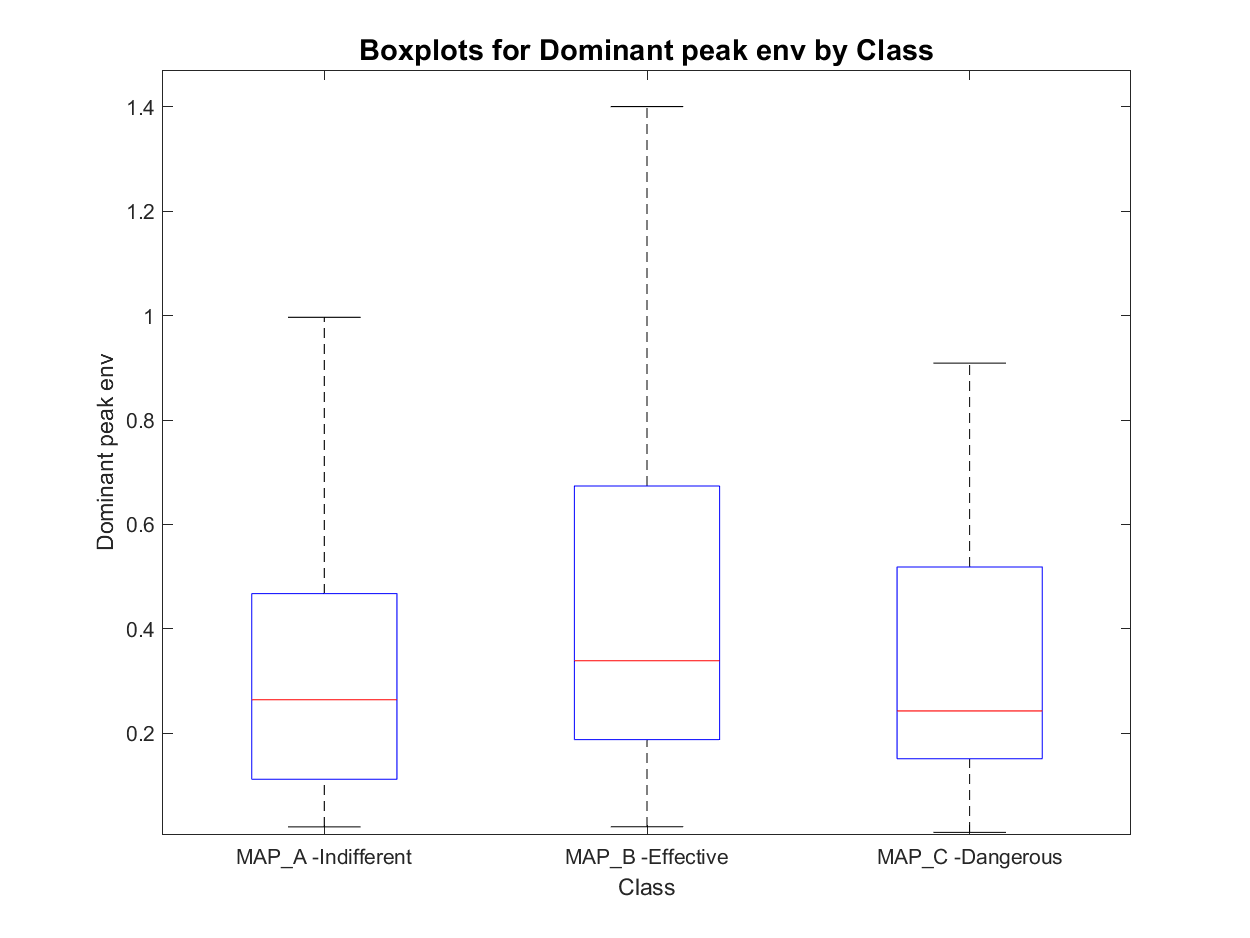 Boxplots for Dominant peak env by Class
1.4
1.2
1
0.8
0.6
0.4
0.2
Dominant peak env
MAP_A -Indifferent
MAP_B -Effective
MAP_C -Dangerous
Class